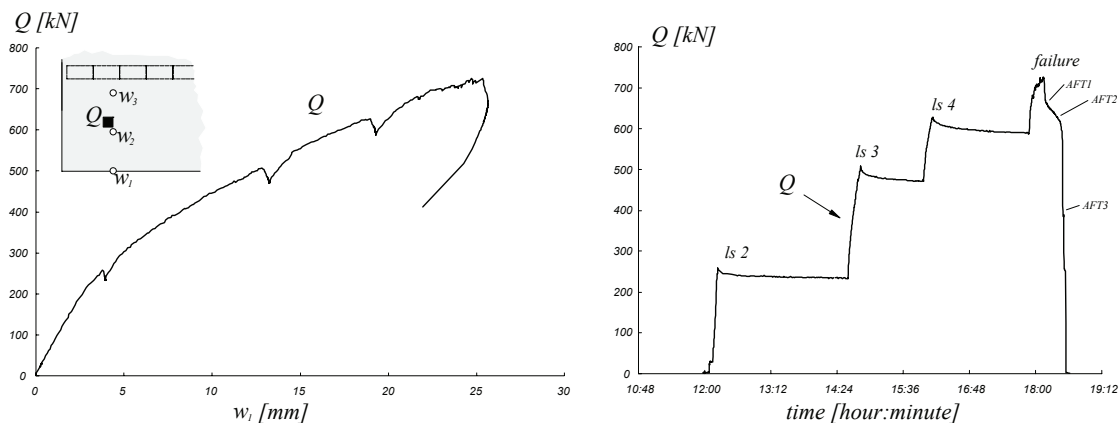 Q [kN]
800
700
600
500
400
300
200
100
0
0 5 10 15 20 25 30
w1 [mm]
Q
w3
Q
w2
w1
Q [kN]
800
700
600
500
400
300
200
100
0
10:48 12:00 13:12 14:24 15:36 16:48 18:00 19:12
time [hour:minute]
failure
AFT1
AFT2
ls 4
ls 3
Q
AFT3
ls 2